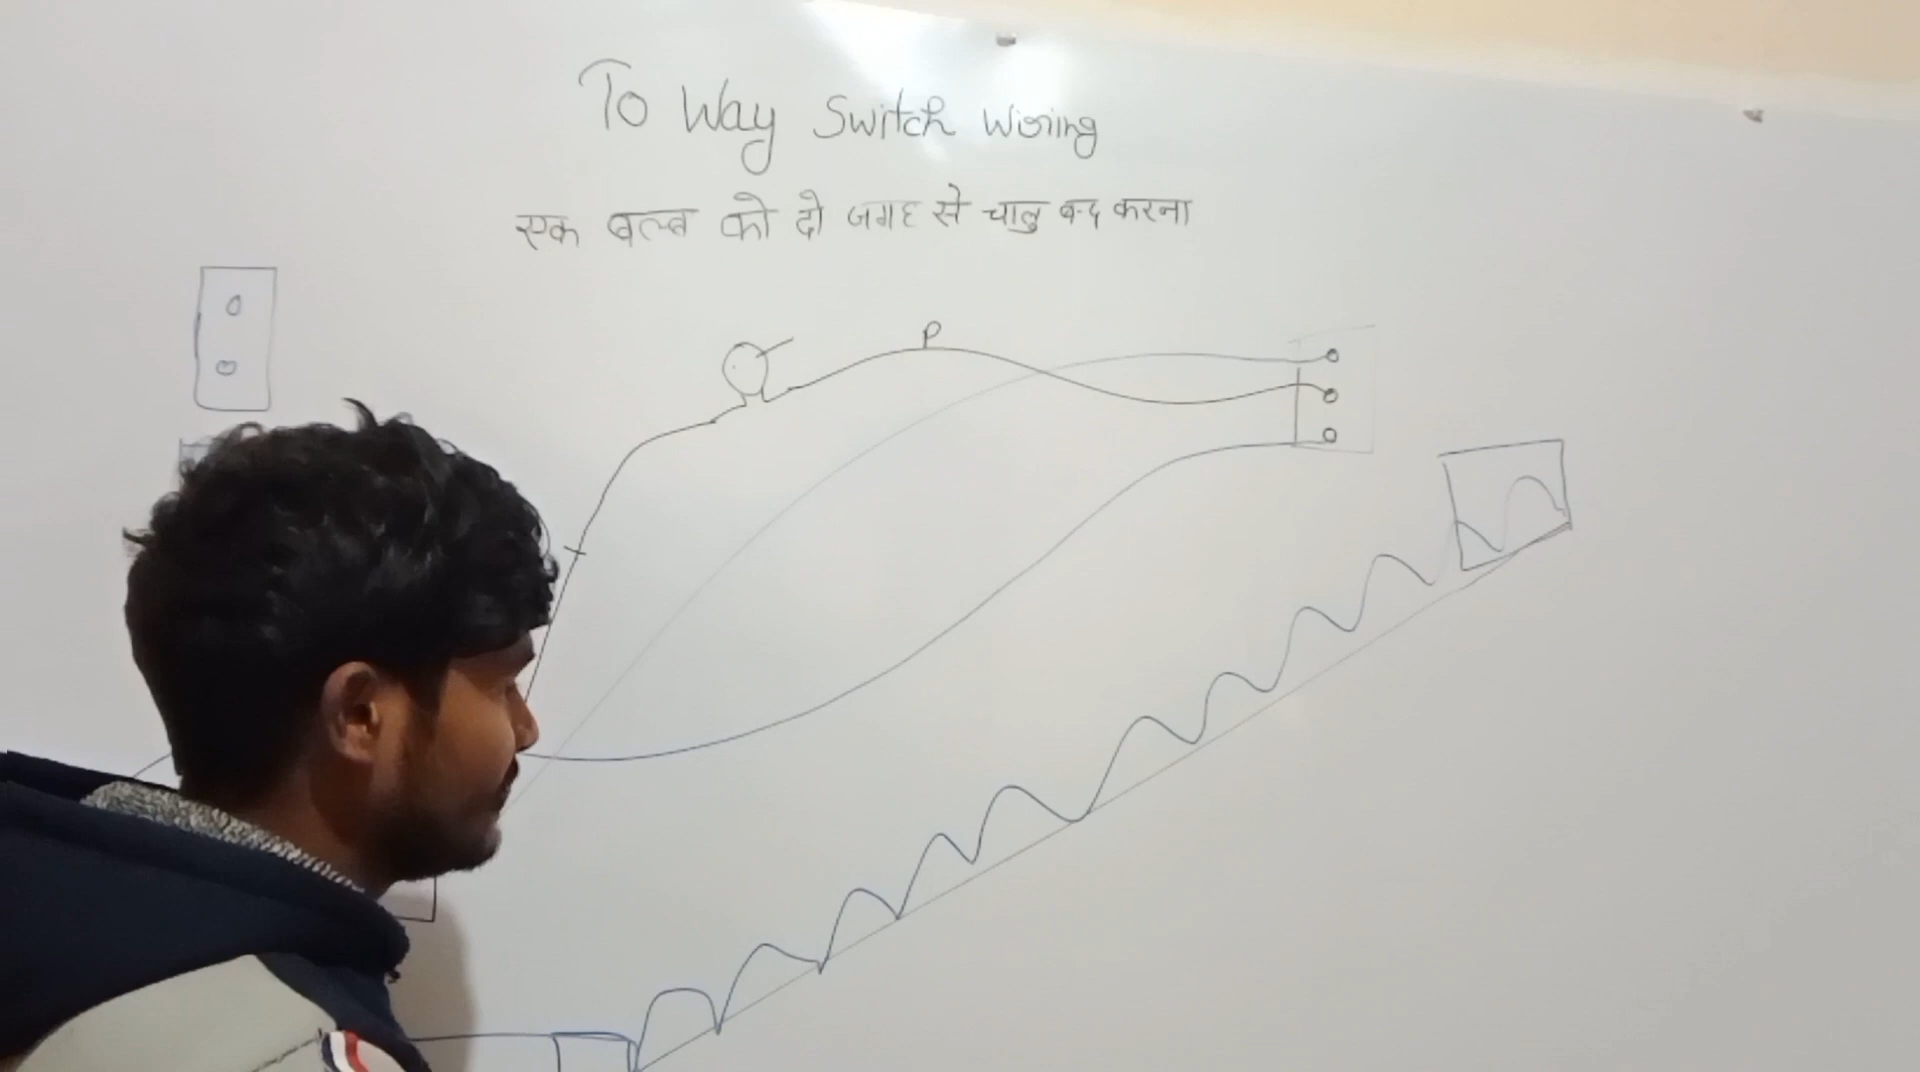 To Way Switch Wiring
एक बल्ब को दो जगह से चालु बन्द करना
P